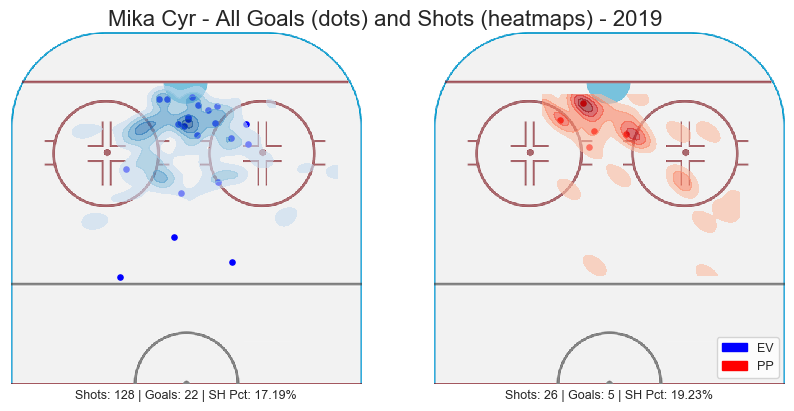 Mika Cyr - All Goals (dots) and Shots (heatmaps) - 2019
EV
PP
Shots: 128 | Goals: 22 | SH Pct: 17.19%
Shots: 26 | Goals: 5 | SH Pct: 19.23%